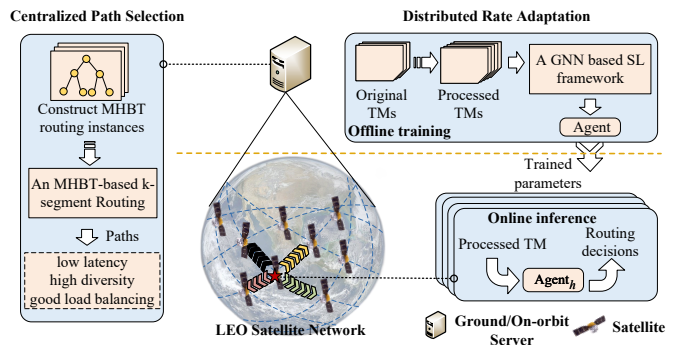 Centralized Path Selection
Construct MHBT
routing instances
An MHBT-based k-
segment Routing
Paths
low latency
high diversity
good load balancing
Distributed Rate Adaptation
Original
TMs
Processed
TMs
A GNN based SL
framework
Offline training
Agent
Trained
parameters
Online inference
Processed TM
Routing
decisions
Agentₕ
LEO Satellite Network
Ground/On-orbit
Server
Satellite